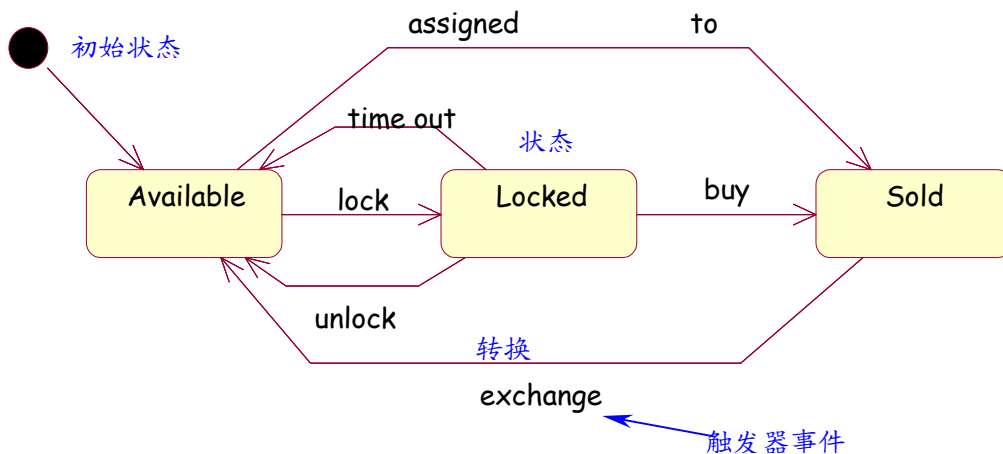 assigned to
初始状态
time out
状态
Available
lock
Locked
buy
Sold
unlock
转换
exchange
触发器事件